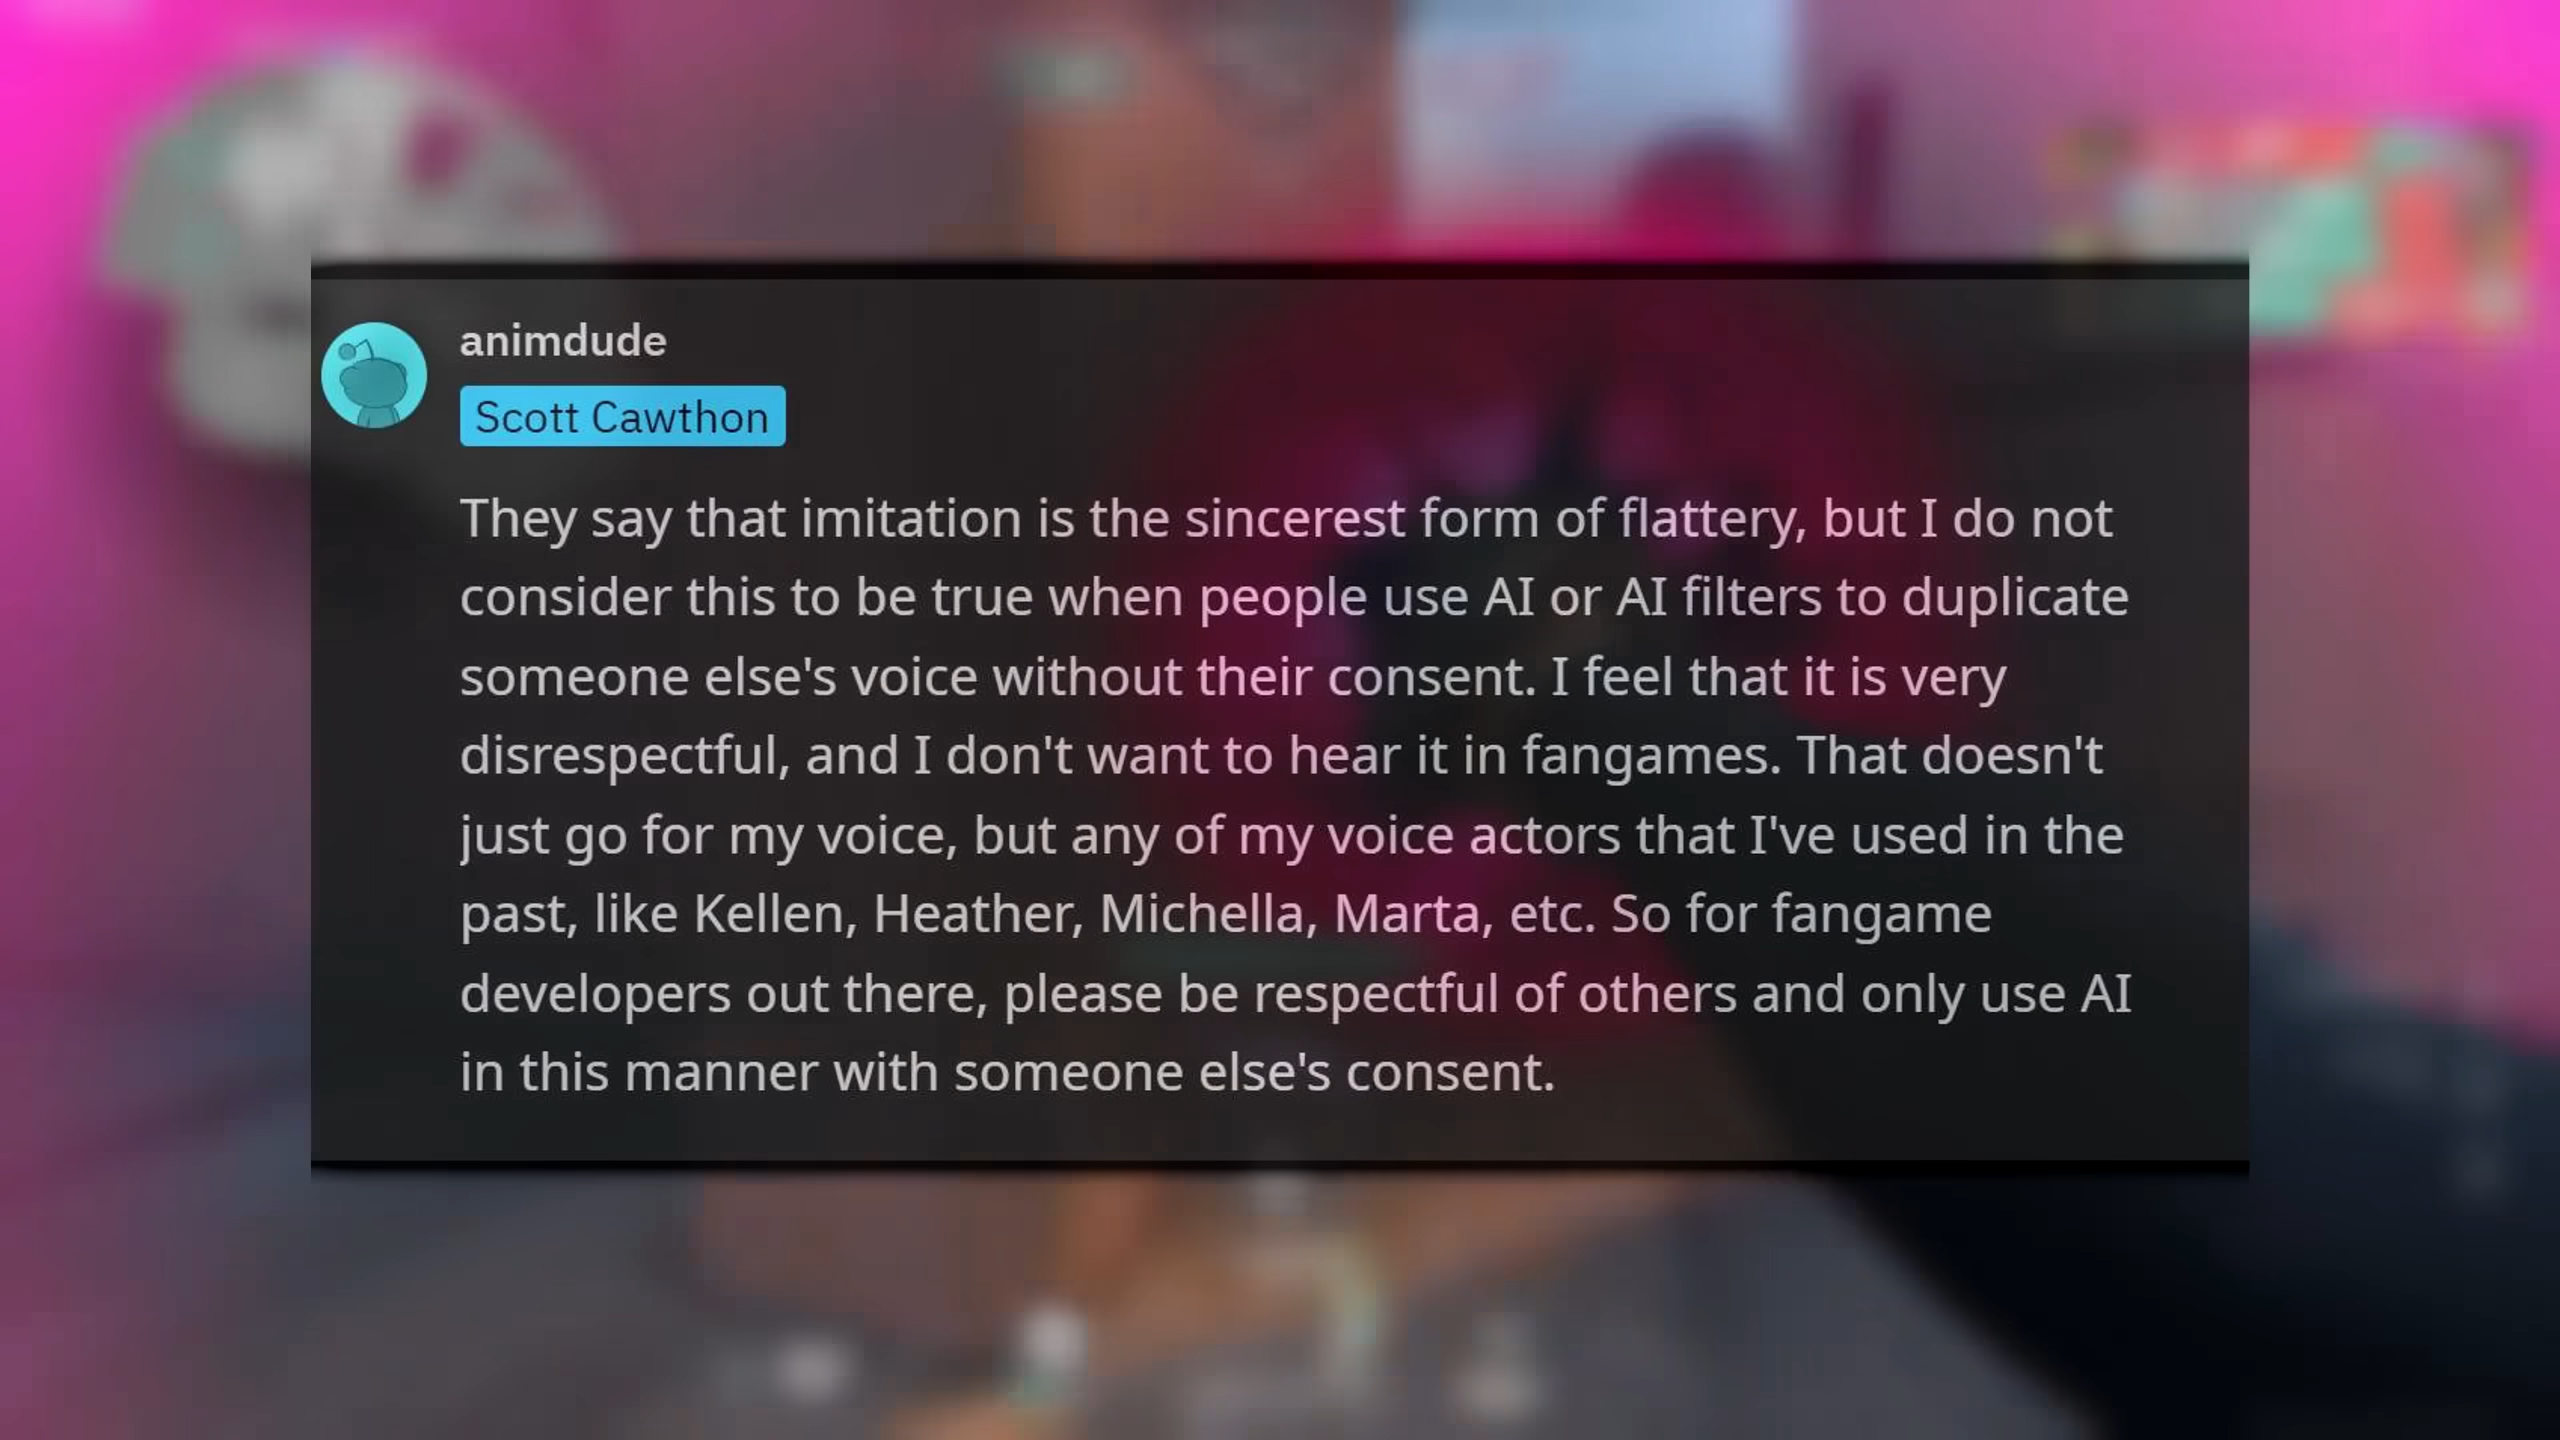 animdude
Scott Cawthon
They say that imitation is the sincerest form of flattery, but I do not
consider this to be true when people use AI or AI filters to duplicate
someone else's voice without their consent. I feel that it is very
disrespectful, and I don't want to hear it in fangames. That doesn't
just go for my voice, but any of my voice actors that I've used in the
past, like Kellen, Heather, Michella, Marta, etc. So for fangame
developers out there, please be respectful of others and only use AI
in this manner with someone else's consent.